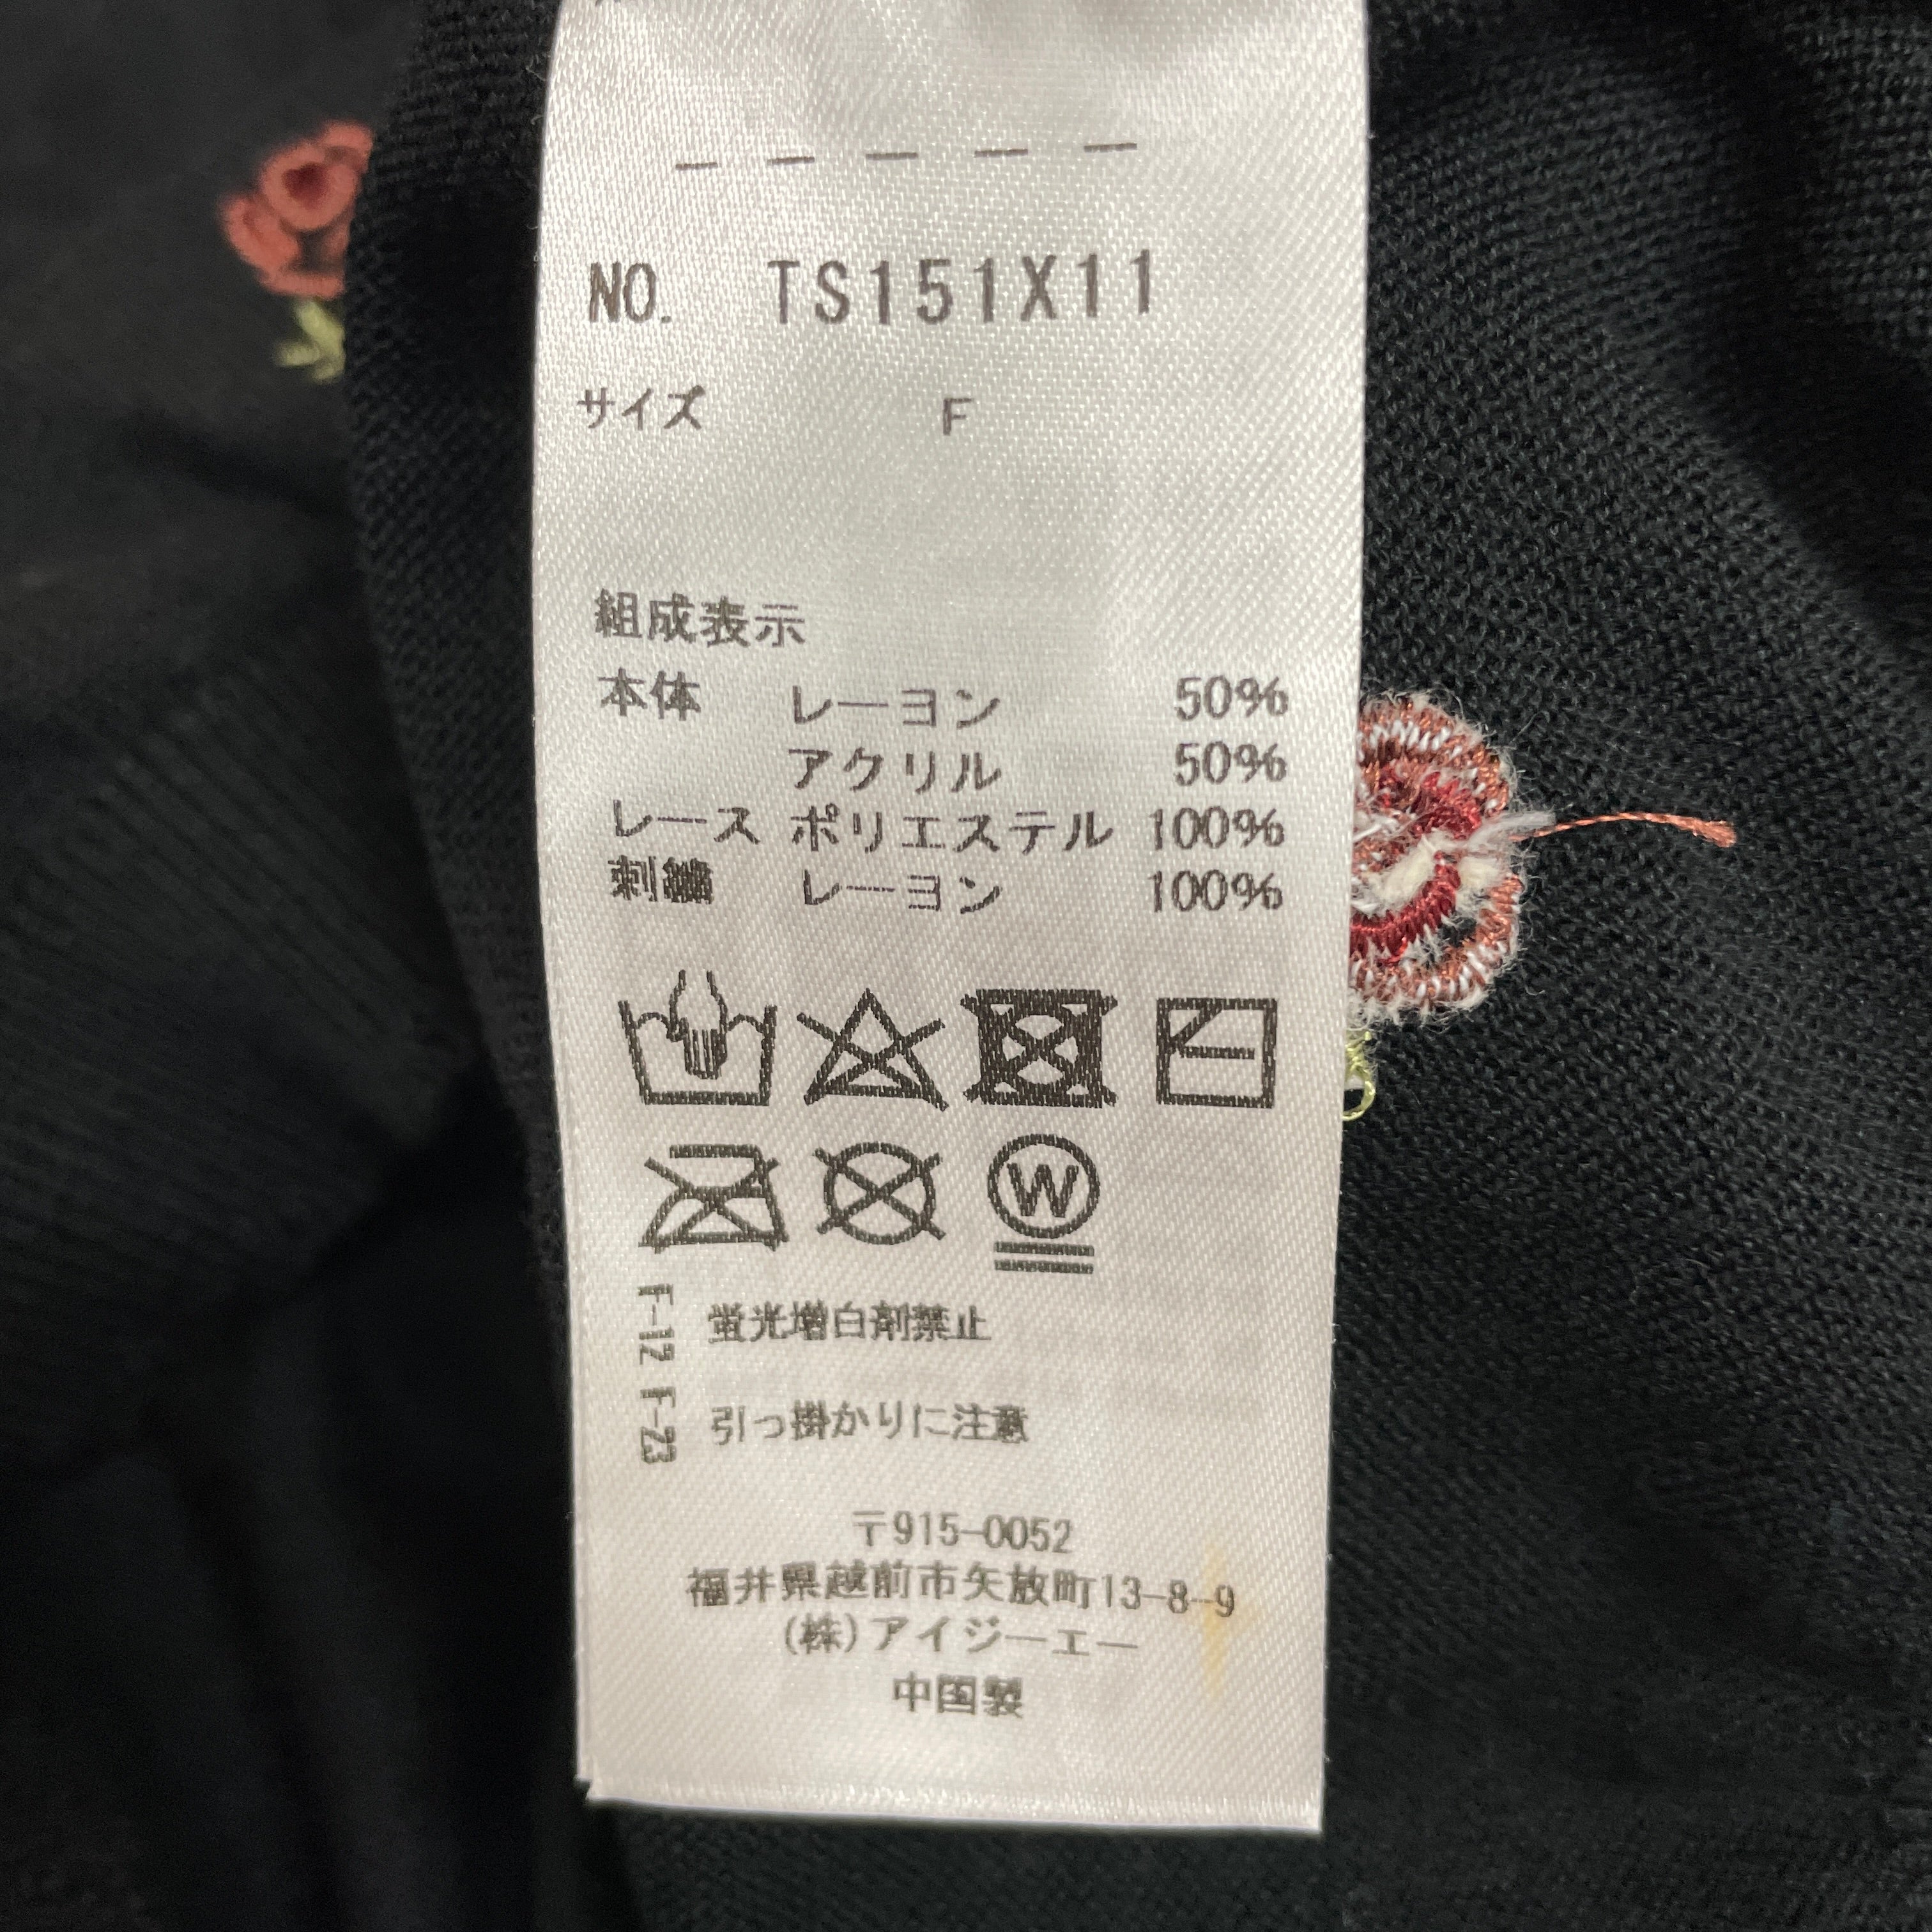 NO. TS151X11
サイズ F
組成表示
本体 レーヨン 50%
アクリル 50%
レース ポリエステル 100%
刺繍 レーヨン 100%
W
F-12 蛍光増白剤禁止
F-23 引っ掛かりに注意
〒915-0052
福井県越前市矢放町13-8-9
(株)アイジーエー
中国製